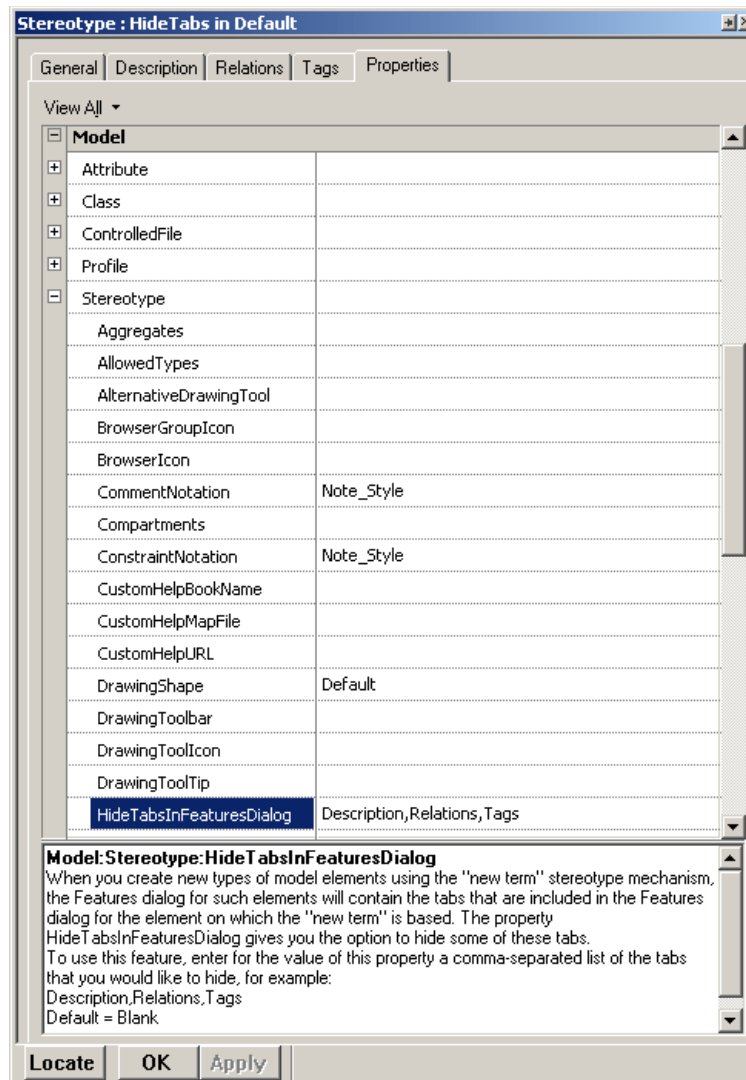 Stereotype : HideTabs in Default
General Description Relations Tags Properties
View All
Model
Attribute
Class
ControlledFile
Profile
Stereotype
Aggregates
AllowedTypes
AlternativeDrawingTool
BrowserGroupIcon
BrowserIcon
CommentNotation Note_Style
Compartments
ConstraintNotation Note_Style
CustomHelpBookName
CustomHelpMapFile
CustomHelpURL
DrawingShape Default
DrawingToolbar
DrawingToolIcon
DrawingToolTip
HideTabsInFeaturesDialog Description,Relations,Tags
Model:Stereotype:HideTabsInFeaturesDialog
When you create new types of model elements using the "new term" stereotype mechanism,
the Features dialog for such elements will contain the tabs that are included in the Features
dialog for the element on which the "new term" is based. The property
HideTabsInFeaturesDialog gives you the option to hide some of these tabs.
To use this feature, enter for the value of this property a comma-separated list of the tabs
that you would like to hide, for example:
Description,Relations,Tags
Default = Blank
Locate OK Apply